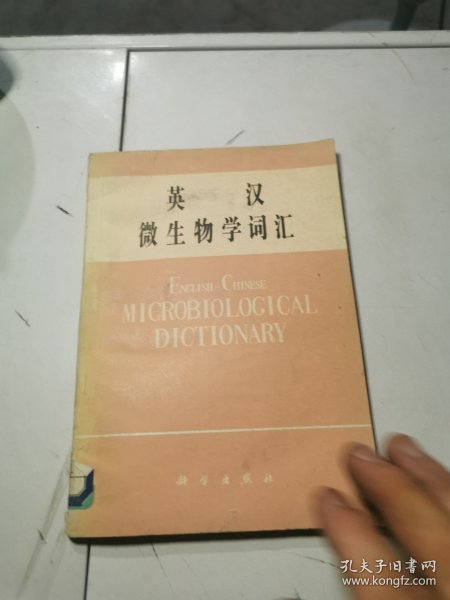 英 汉
微生物学词汇
ENGLISH-CHINESE
MICROBIOLOGICAL
DICTIONARY
科学出版社
孔夫子旧书网
www.kongfz.com